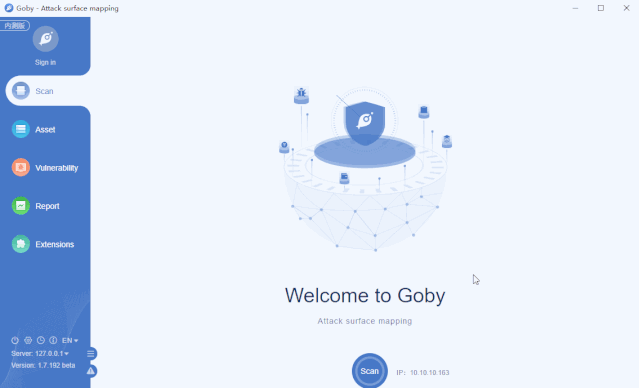 Goby - Attack surface mapping
内测版
Sign in
Scan
Asset
Vulnerability
Report
Extensions
Welcome to Goby
Attack surface mapping
EN
Server: 127.0.0.1
Version: 1.7.192 beta
Scan
IP: 10.10.10.163